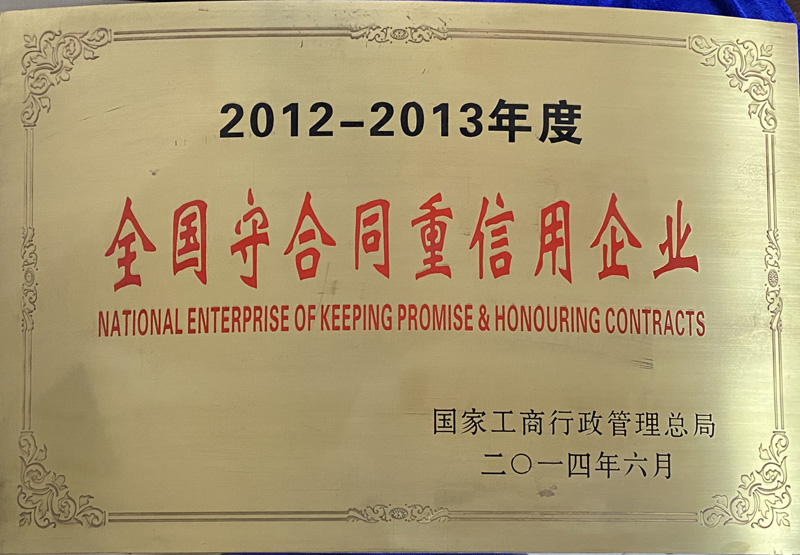 2012-2013年度
全国守合同重信用企业
NATIONAL ENTERPRISE OF KEEPING PROMISE & HONOURING CONTRACTS
国家工商行政管理总局
二〇一四年六月